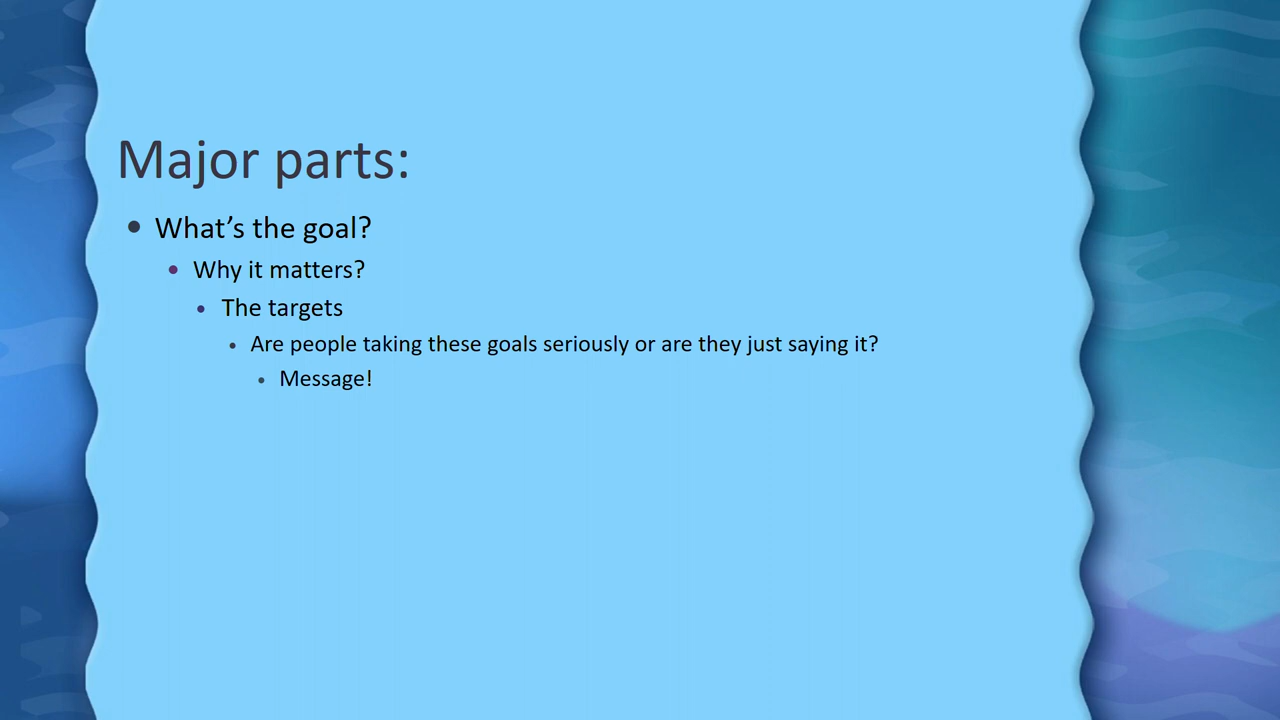 Major parts:
What’s the goal?
Why it matters?
The targets
Are people taking these goals seriously or are they just saying it?
Message!